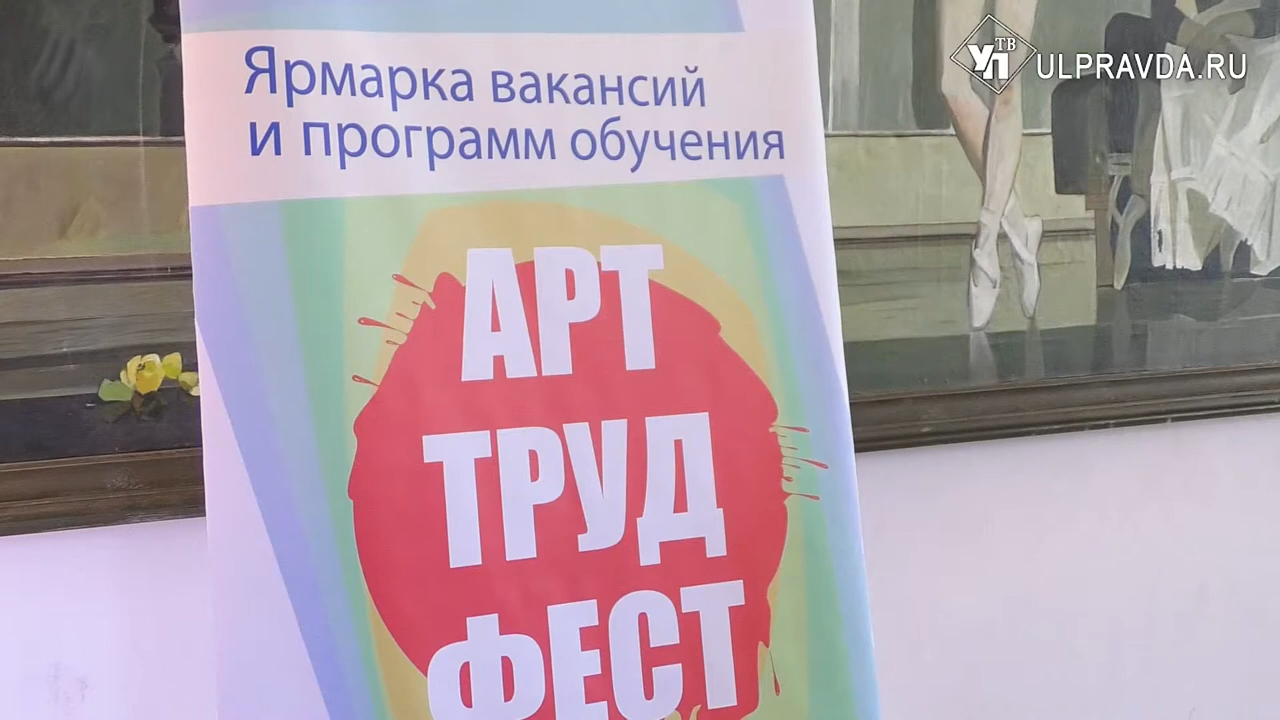 Ярмарка вакансий
и программ обучения
АРТ
ТРУД
ФЕСТ
УП ТВ
ULPRAVDA.RU